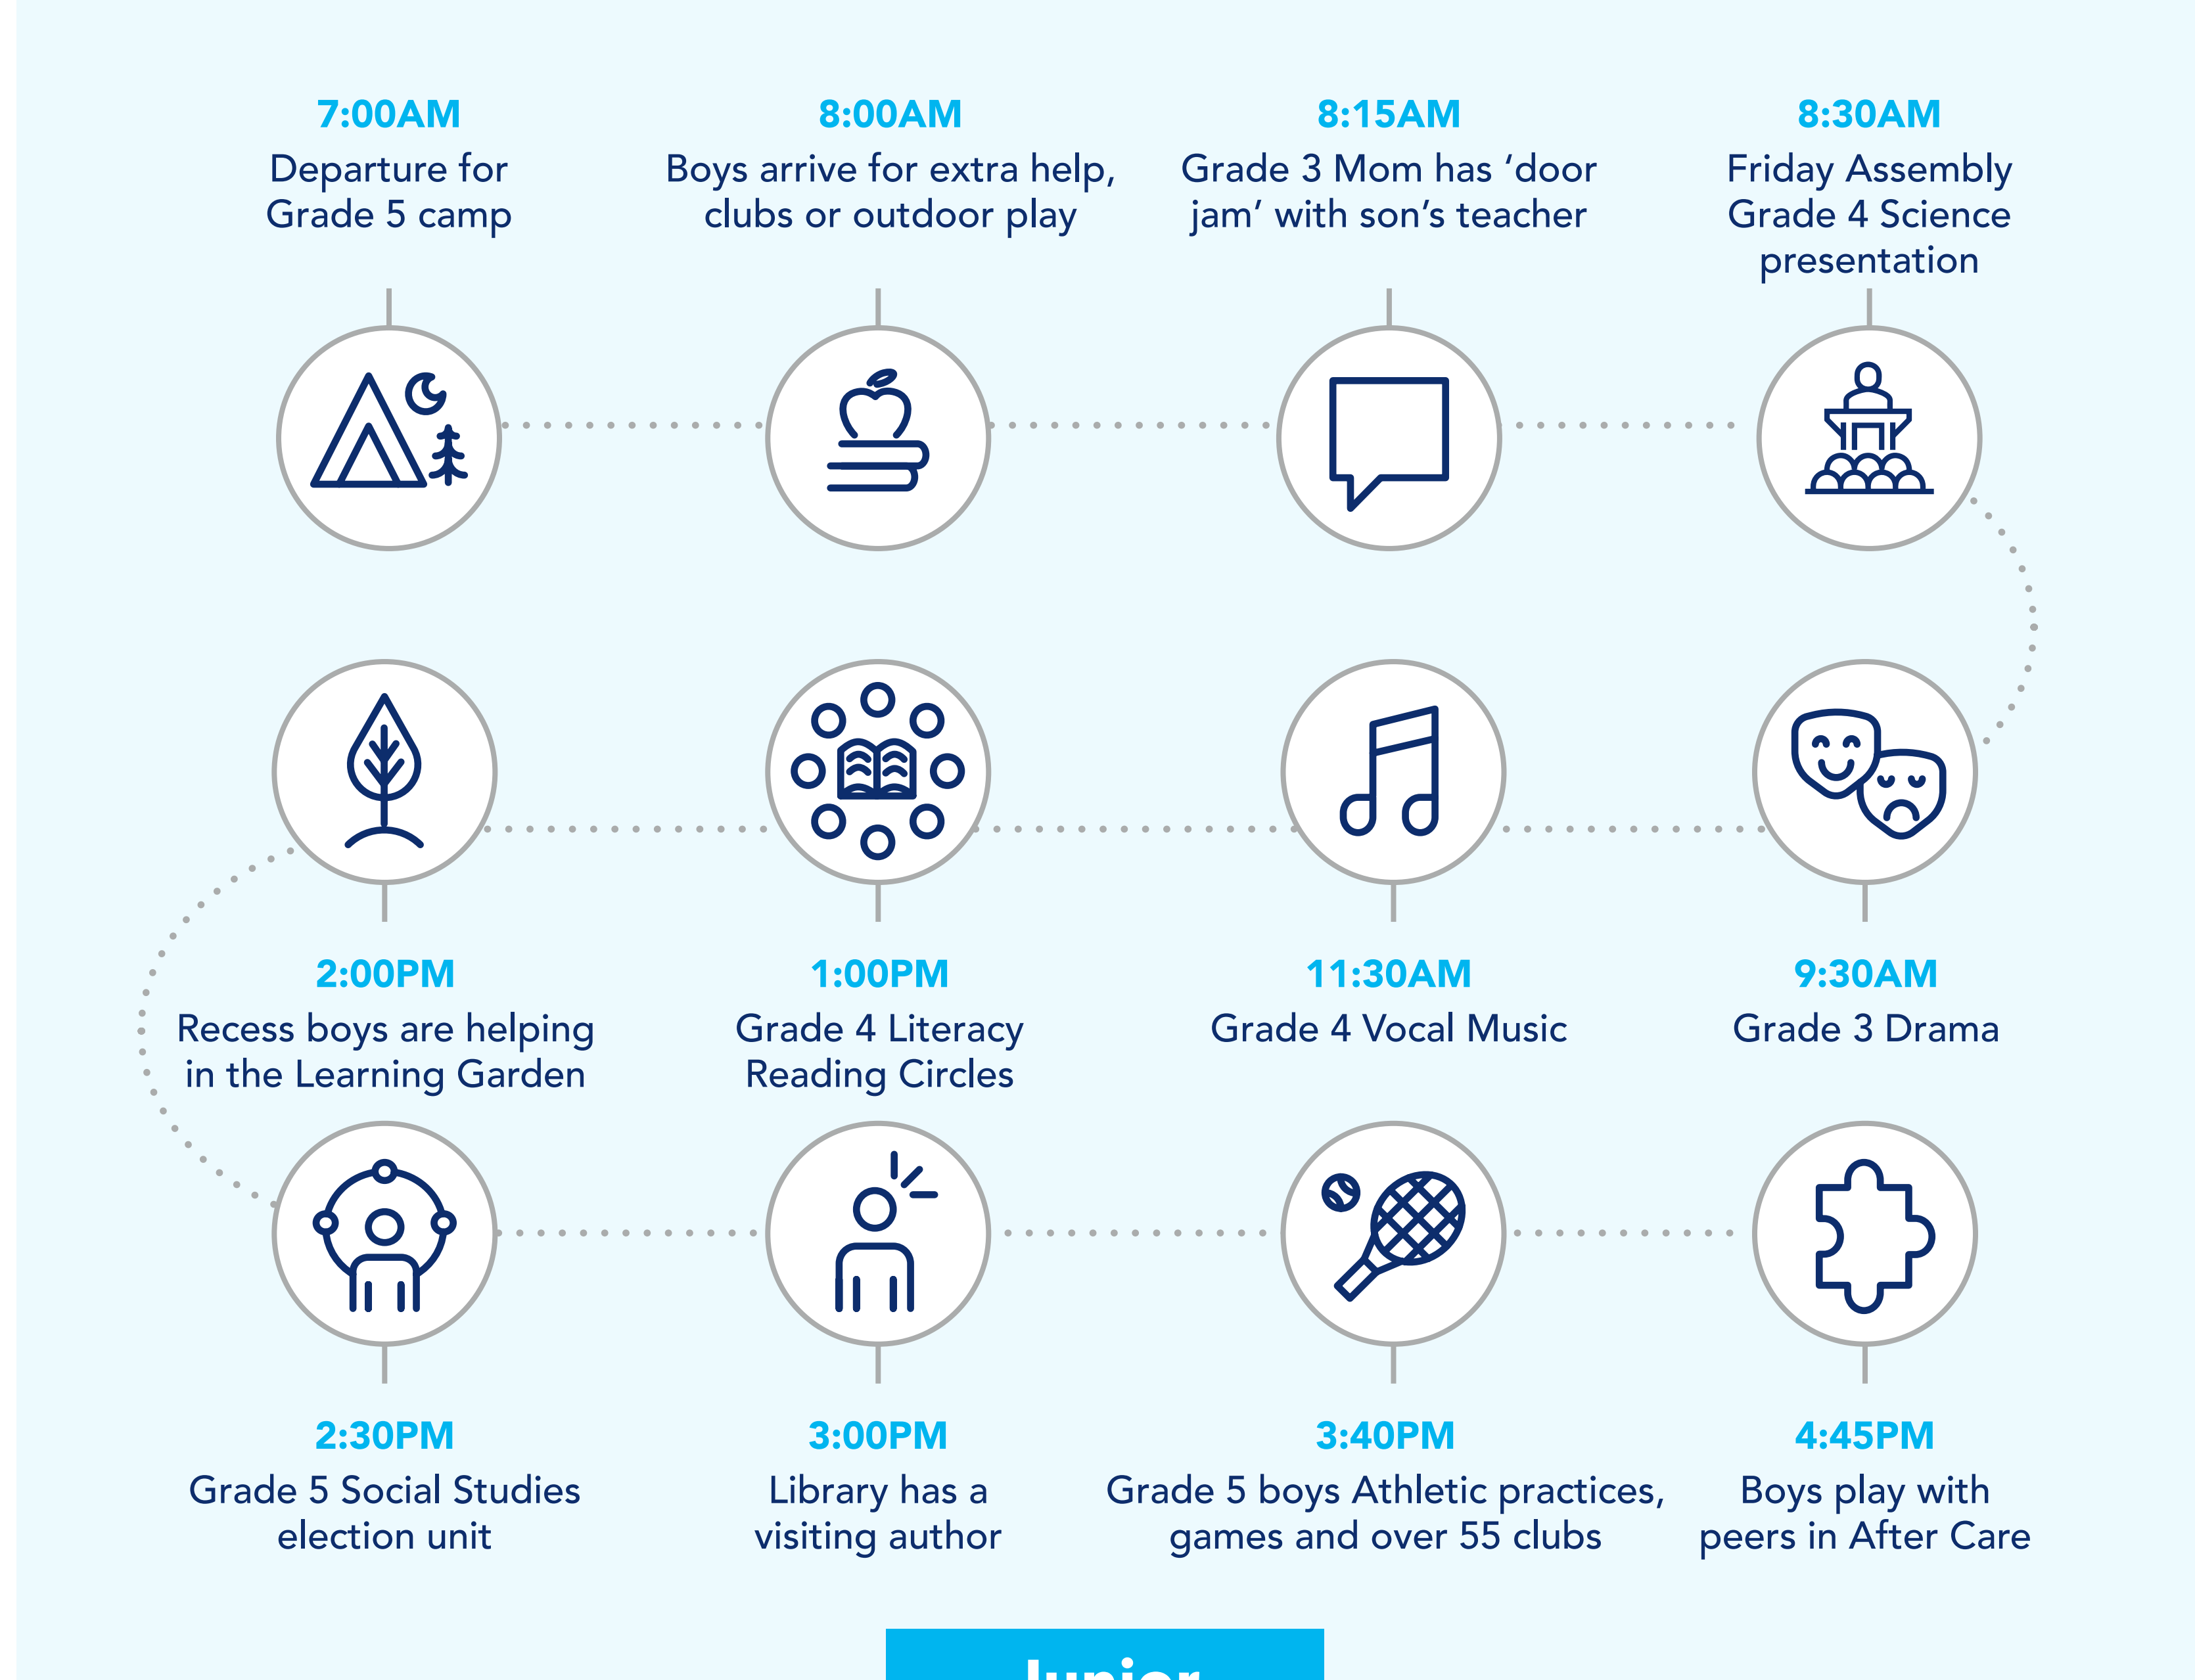 7:00AM
Departure for
Grade 5 camp
8:00AM
Boys arrive for extra help,
clubs or outdoor play
8:15AM
Grade 3 Mom has ‘door
jam’ with son’s teacher
8:30AM
Friday Assembly
Grade 4 Science
presentation
9:30AM
Grade 3 Drama
11:30AM
Grade 4 Vocal Music
1:00PM
Grade 4 Literacy
Reading Circles
2:00PM
Recess boys are helping
in the Learning Garden
2:30PM
Grade 5 Social Studies
election unit
3:00PM
Library has a
visiting author
3:40PM
Grade 5 boys Athletic practices,
games and over 55 clubs
4:45PM
Boys play with
peers in After Care
Junior